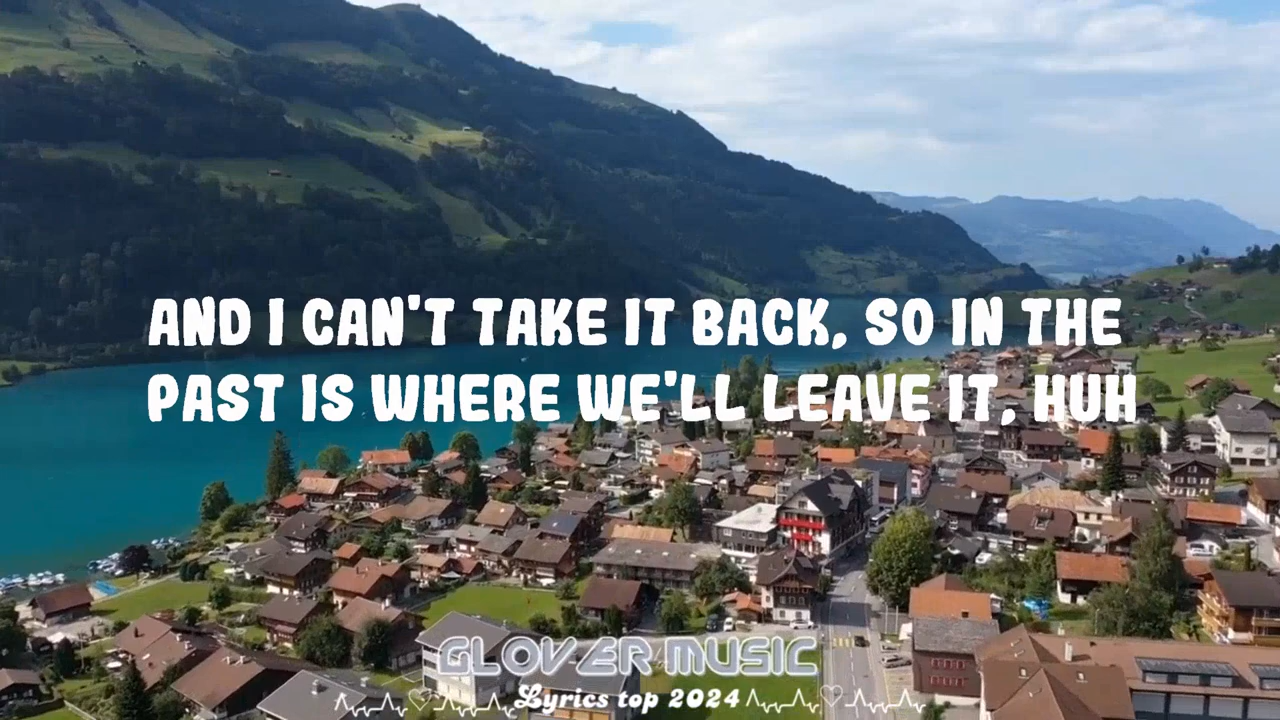 AND I CAN'T TAKE IT BACK, SO IN THE
PAST IS WHERE WE'LL LEAVE IT, HUH
GLOVER MUSIC
Lyrics top 2024